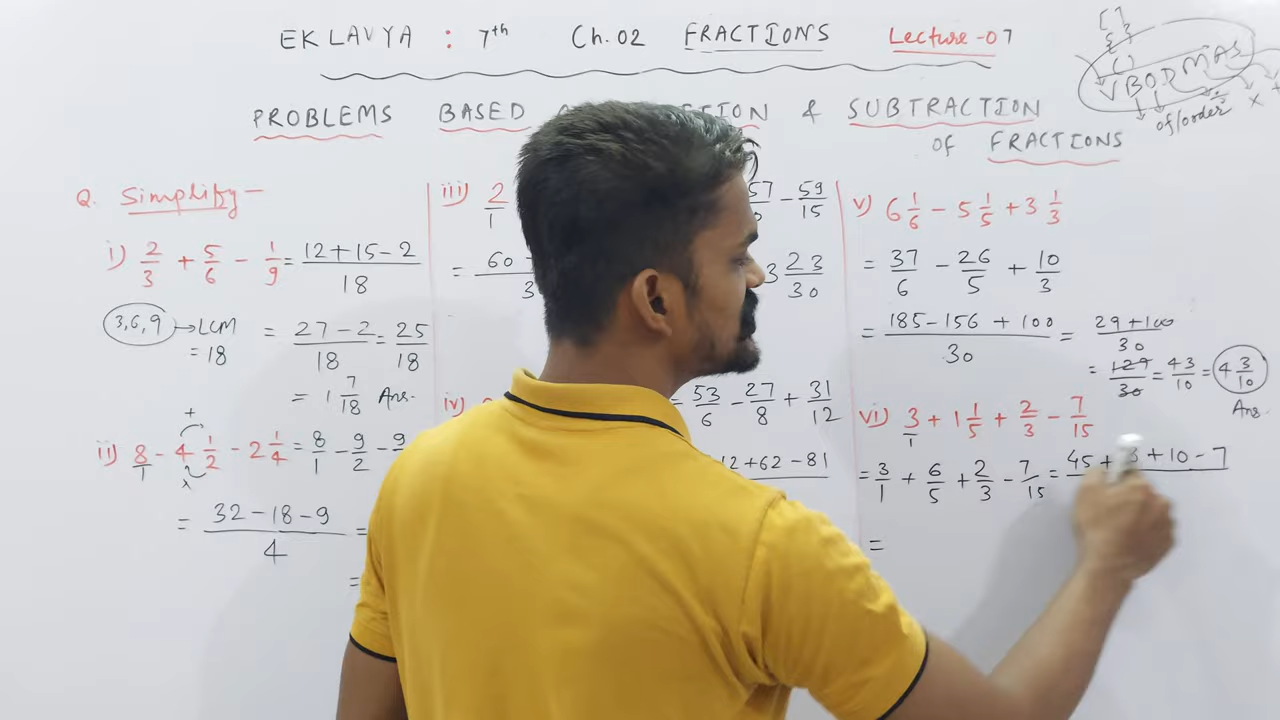 EKLAVYA : 7th Ch.02 FRACTIONS Lecture-07
[ ]
{ }
( )
VBODMAS
of/order
PROBLEMS BASED & SUBTRACTION
of FRACTIONS
Q. Simplify-
i) 2/3 + 5/6 - 1/9 = (12+15-2)/18
3,6,9 → LCM = 18
= (27-2)/18 = 25/18
= 1 7/18 Ans.
ii) 8/1 - 4 1/2 - 2 1/4 = 8/1 - 9/2 - 9
= (32-18-9)/4 =
=
iii) 2/1
57 - 59/15
= 60
3 23/30
iv)
= 53/6 - 27/8 + 31/12
12+62-81
v) 6 1/6 - 5 1/5 + 3 1/3
= 37/6 - 26/5 + 10/3
= (185-156+100)/30 = (29+100)/30
= 129/30 = 43/10 = 4 3/10
Ans.
vi) 3/1 + 1 1/5 + 2/3 - 7/15
= 3/1 + 6/5 + 2/3 - 7/15 = 45 + 8 + 10 - 7
=